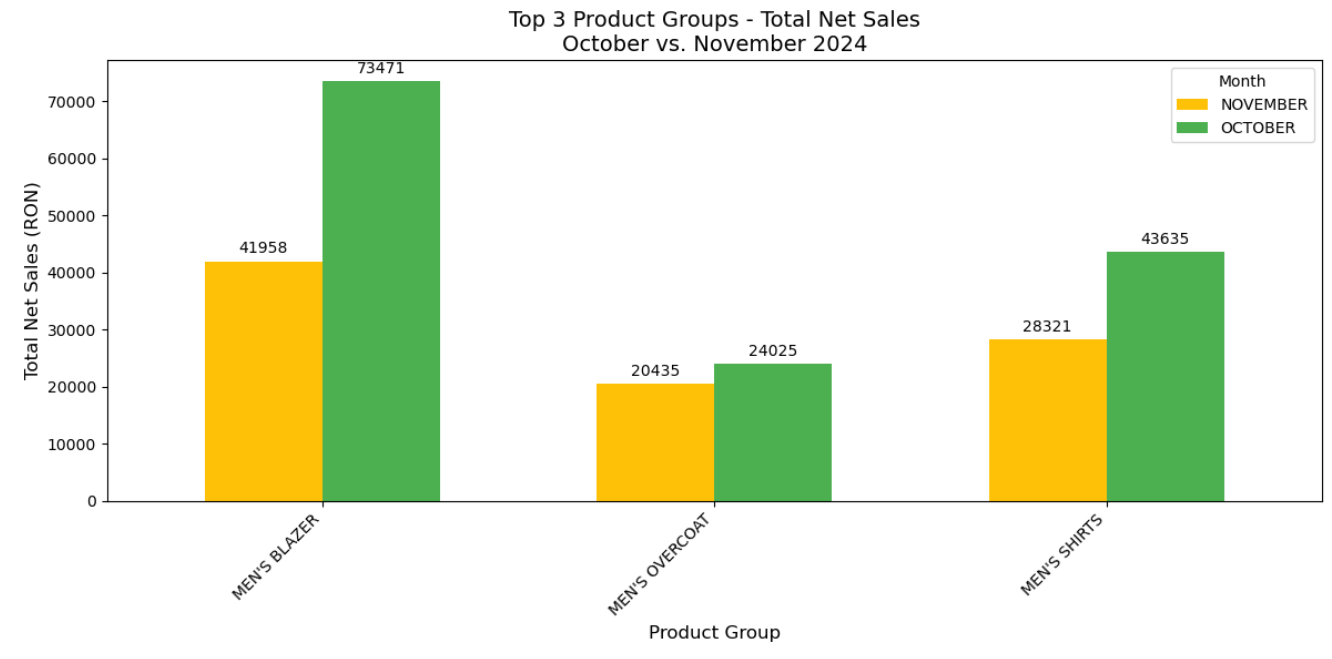 Top 3 Product Groups - Total Net Sales
October vs. November 2024
Month
NOVEMBER
OCTOBER
Total Net Sales (RON)
70000
60000
50000
40000
30000
20000
10000
0
41958
73471
20435
24025
28321
43635
MEN'S BLAZER
MEN'S OVERCOAT
MEN'S SHIRTS
Product Group